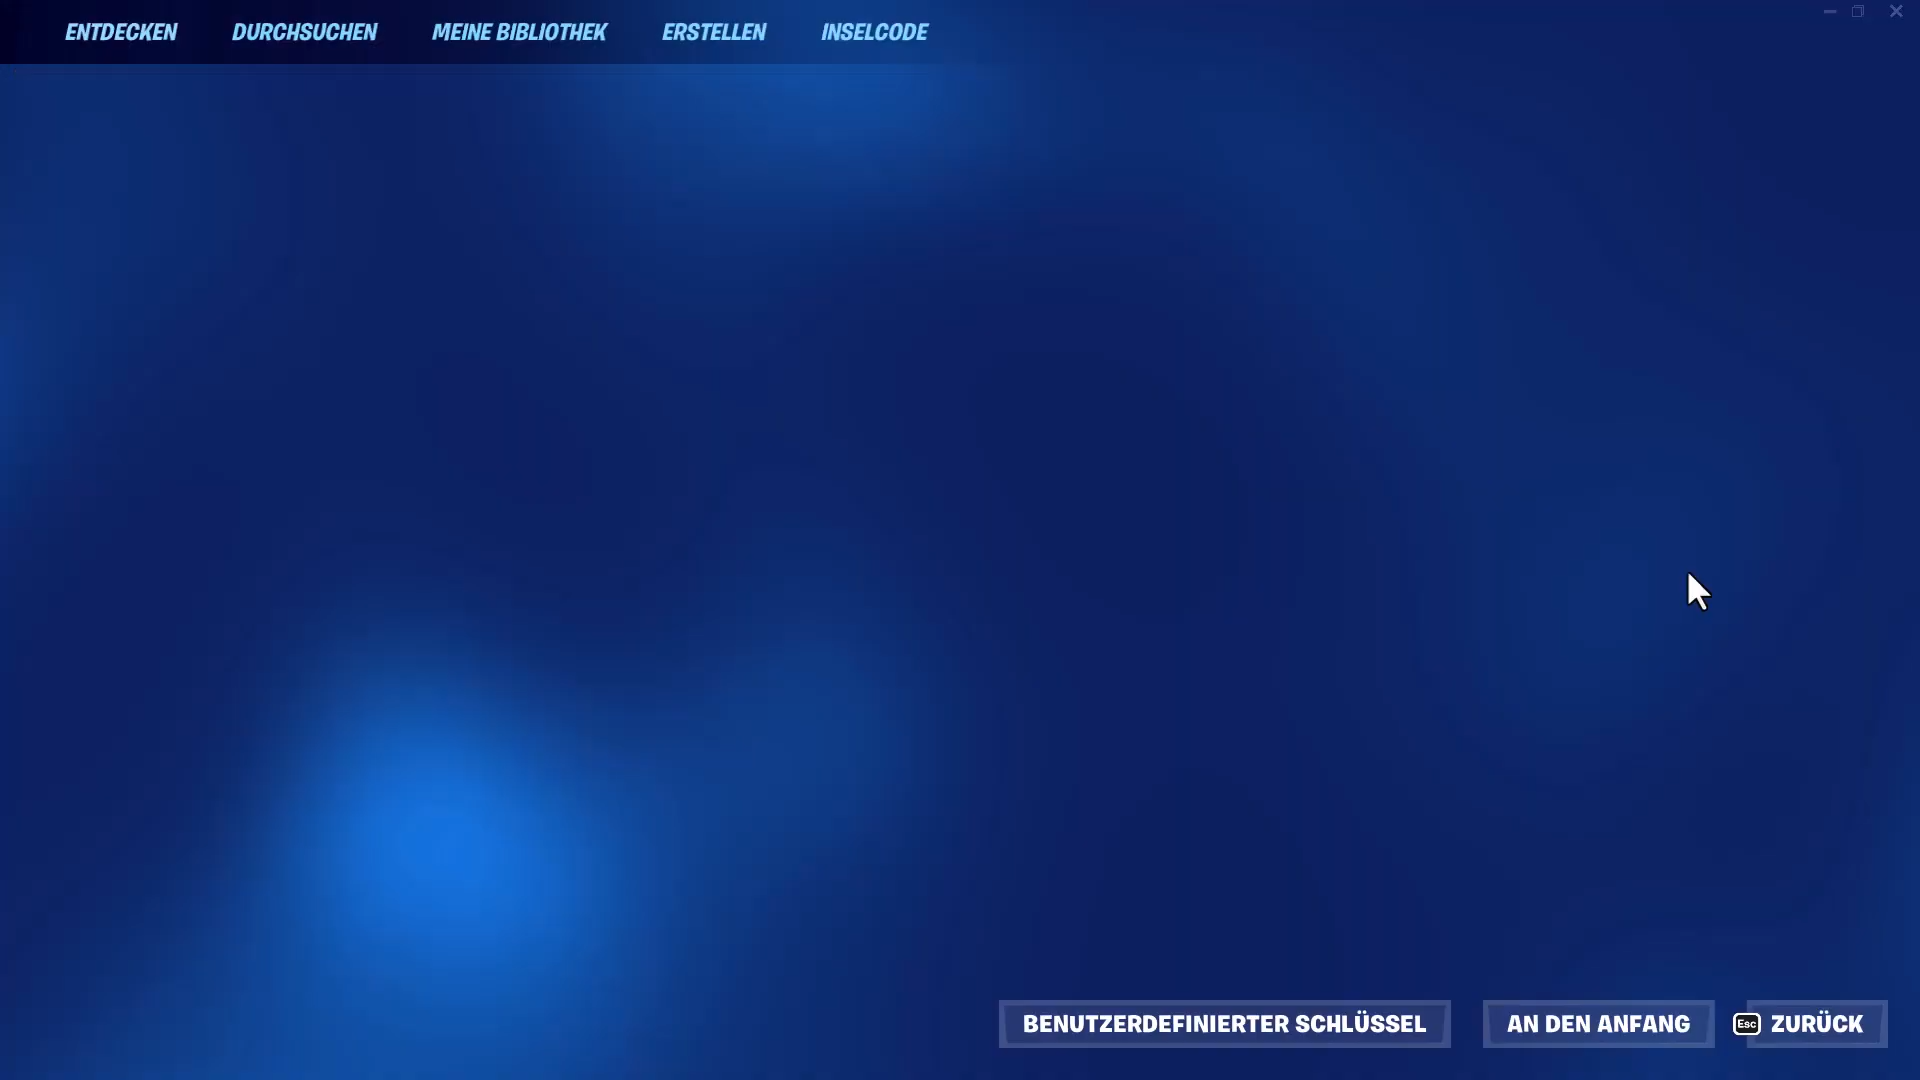 ENTDECKEN DURCHSUCHEN MEINE BIBLIOTHEK ERSTELLEN INSELCODE
BENUTZERDEFINIERTER SCHLÜSSEL AN DEN ANFANG Esc ZURÜCK